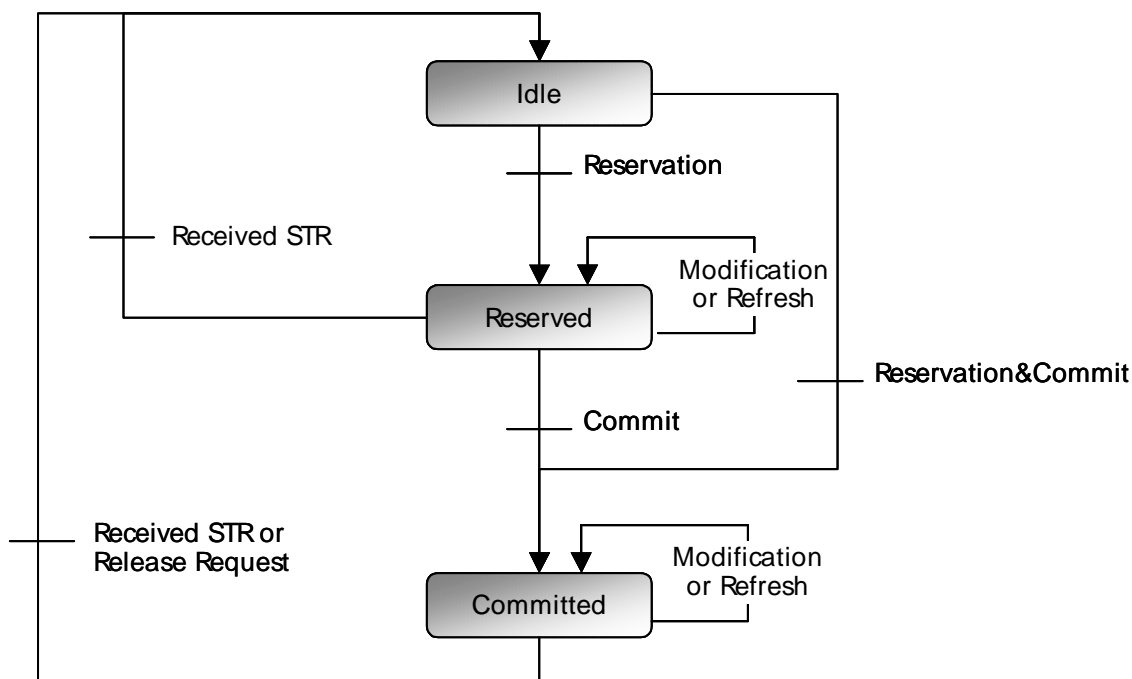 Idle
Reservation
Received STR
Modification
or Refresh
Reserved
Reservation&Commit
Commit
Received STR or
Release Request
Modification
or Refresh
Committed